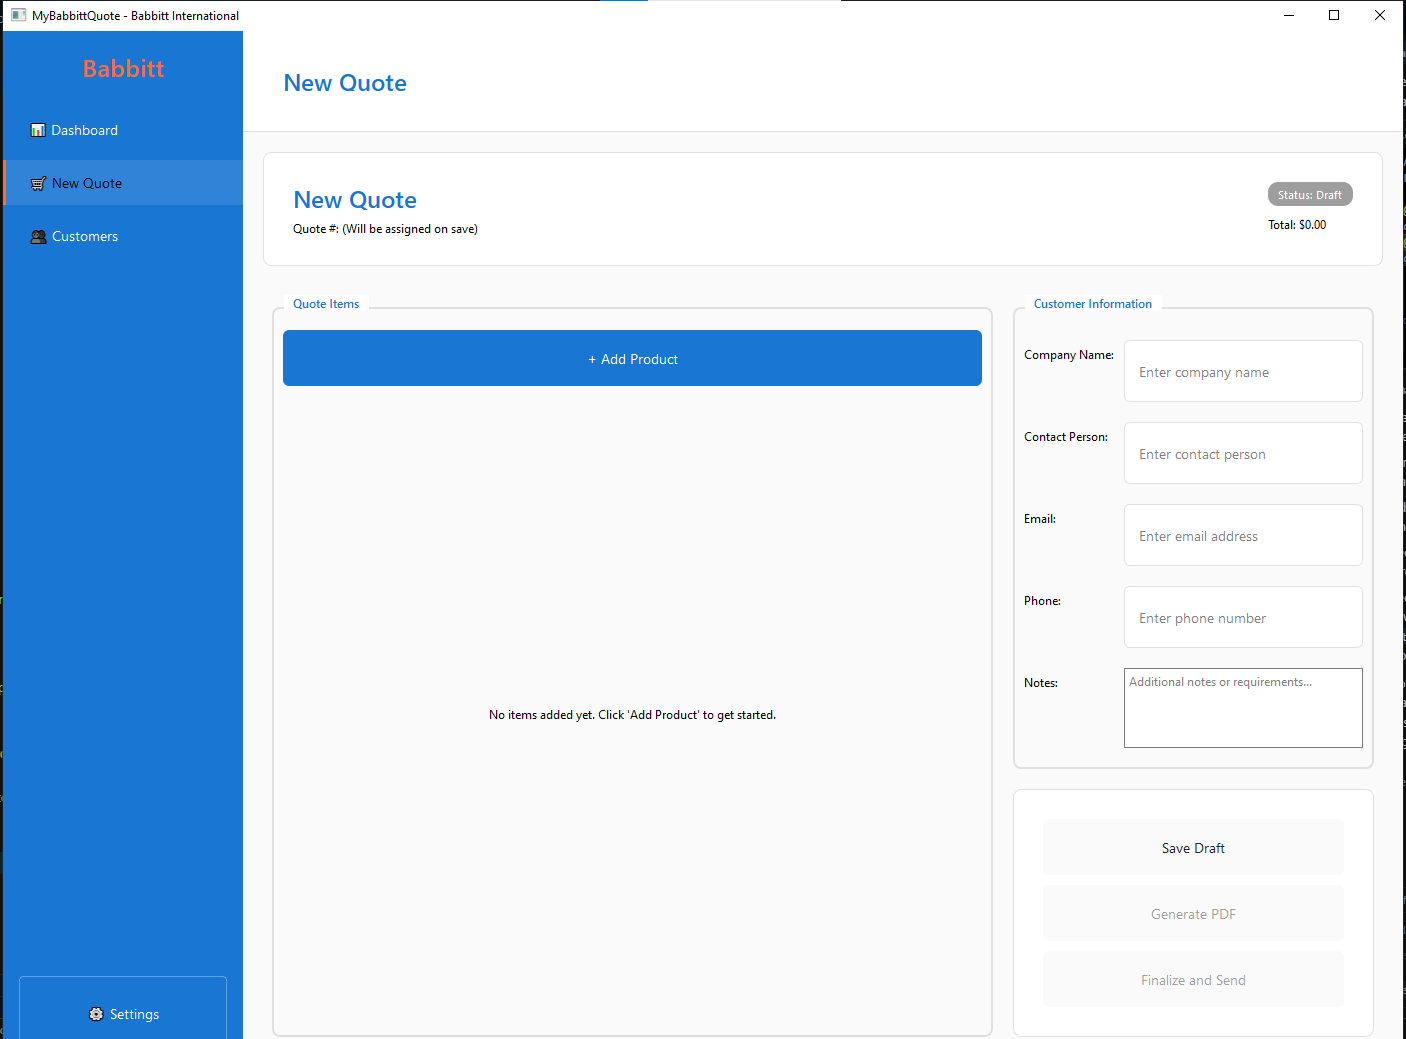 MyBabbittQuote - Babbitt International
Babbitt
Dashboard
New Quote
Customers
Settings
New Quote
New Quote
Quote #: (Will be assigned on save)
Status: Draft
Total: $0.00
Quote Items
+ Add Product
No items added yet. Click 'Add Product' to get started.
Customer Information
Company Name:
Enter company name
Contact Person:
Enter contact person
Email:
Enter email address
Phone:
Enter phone number
Notes:
Additional notes or requirements...
Save Draft
Generate PDF
Finalize and Send